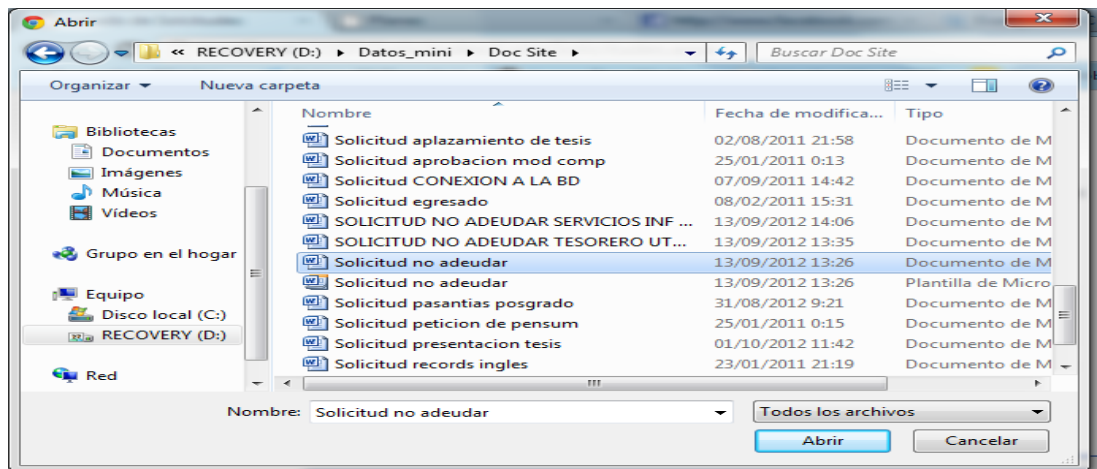 Abrir
« RECOVERY (D:) ▸ Datos_mini ▸ Doc Site ▸ Buscar Doc Site
Organizar Nueva carpeta
Nombre Fecha de modifica... Tipo
Bibliotecas
Documentos
Imágenes
Música
Vídeos
Grupo en el hogar
Equipo
Disco local (C:)
RECOVERY (D:)
Red
Solicitud aplazamiento de tesis 02/08/2011 21:58 Documento de M
Solicitud aprobacion mod comp 25/01/2011 0:13 Documento de M
Solicitud CONEXION A LA BD 07/09/2011 14:42 Documento de M
Solicitud egresado 08/02/2011 15:31 Documento de M
SOLICITUD NO ADEUDAR SERVICIOS INF ... 13/09/2012 14:06 Documento de M
SOLICITUD NO ADEUDAR TESORERO UT... 13/09/2012 13:35 Documento de M
Solicitud no adeudar 13/09/2012 13:26 Documento de M
Solicitud no adeudar 13/09/2012 13:26 Plantilla de Micro
Solicitud pasantias posgrado 31/08/2012 9:21 Documento de M
Solicitud peticion de pensum 25/01/2011 0:15 Documento de M
Solicitud presentacion tesis 01/10/2012 11:42 Documento de M
Solicitud records ingles 23/01/2011 21:19 Documento de M
Nombre: Solicitud no adeudar Todos los archivos
Abrir Cancelar